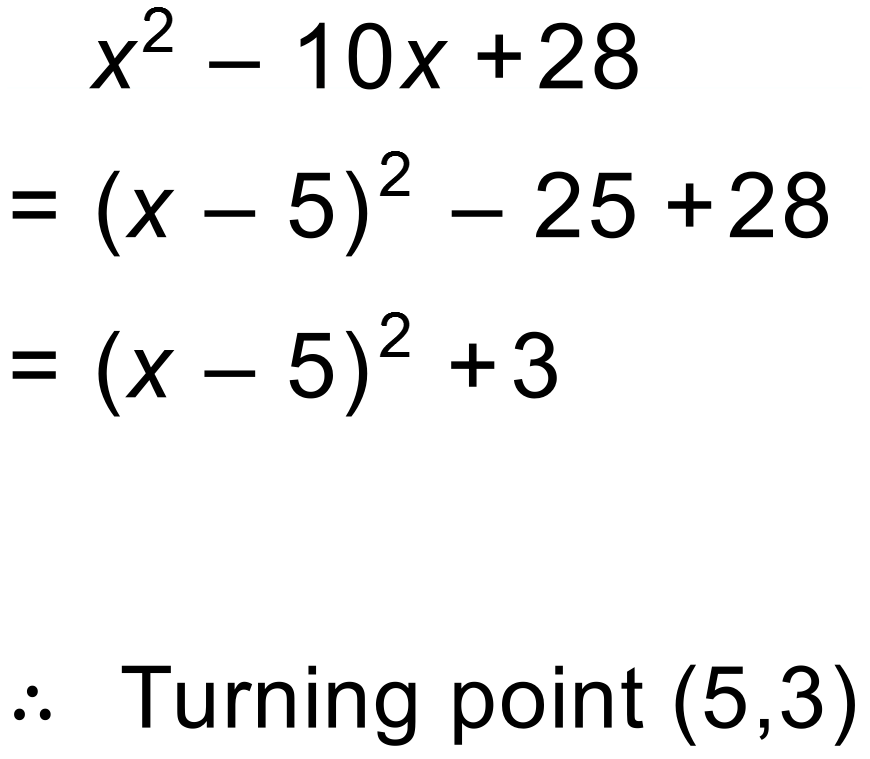 x² – 10x + 28
= (x – 5)² – 25 + 28
= (x – 5)² + 3
∴ Turning point (5,3)